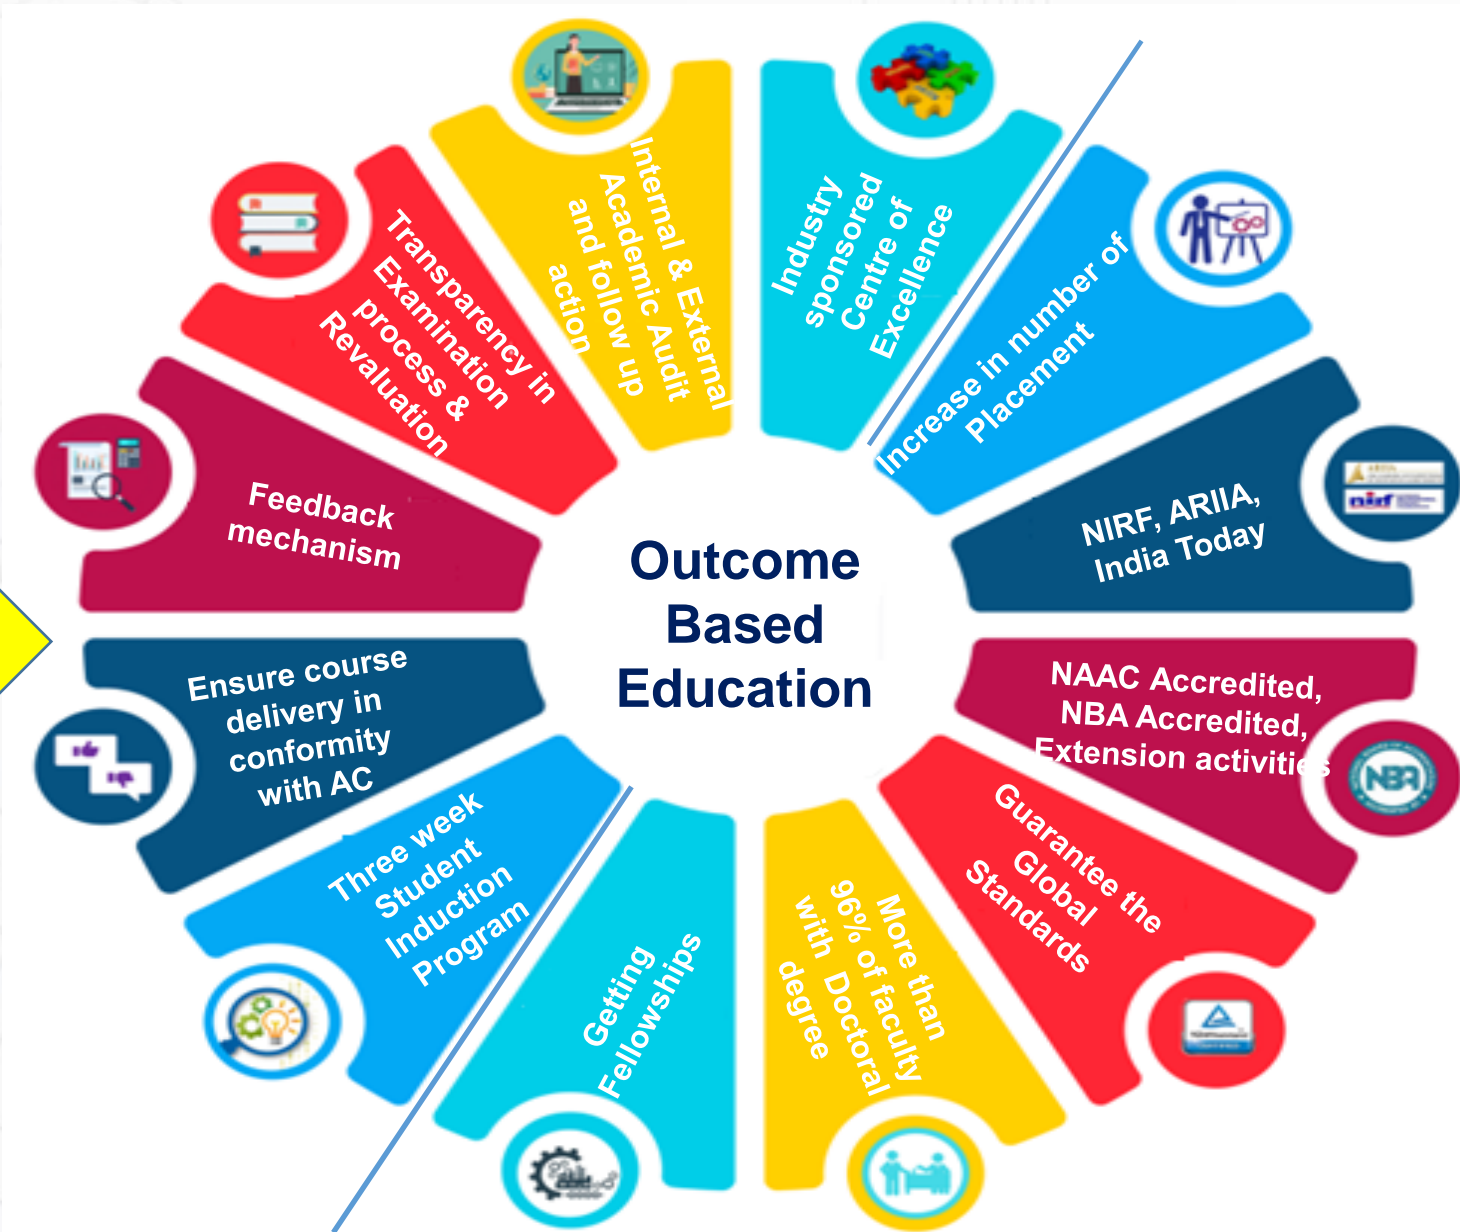 Outcome
Based
Education
Industry
sponsored
Centre of
Excellence
Increase in number of
Placement
NIRF, ARIIA,
India Today
ARIIA
nirf
NAAC Accredited,
NBA Accredited,
Extension activities
NBA
Guarantee the
Global
Standards
More than
96% of faculty
with Doctoral
degree
Getting
Fellowships
Three week
Student
Induction
Program
Ensure course
delivery in
conformity
with AC
Feedback
mechanism
Transparency in
Examination
process &
Revaluation
Internal & External
Academic Audit
and follow up
action